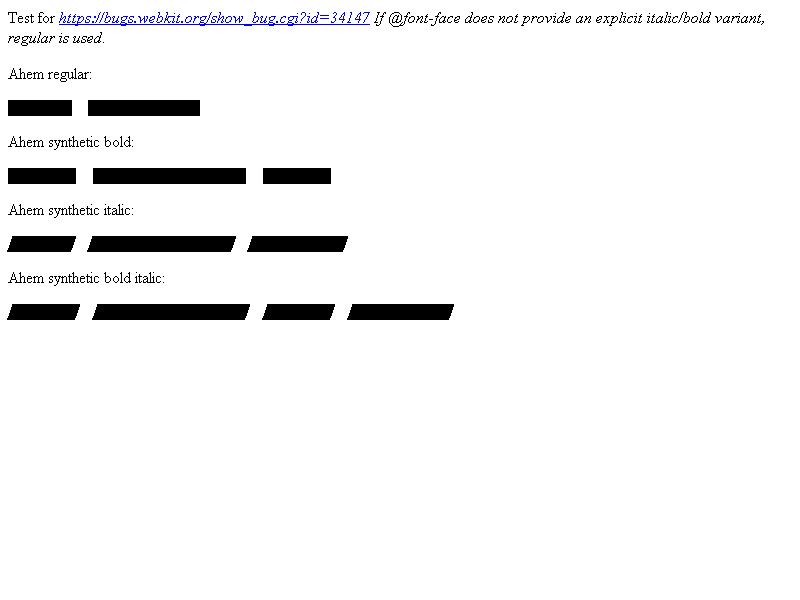 Test for https://bugs.webkit.org/show_bug.cgi?id=34147 If @font-face does not provide an explicit italic/bold variant,
regular is used.
Ahem regular:
Ahem synthetic bold:
Ahem synthetic italic:
Ahem synthetic bold italic: